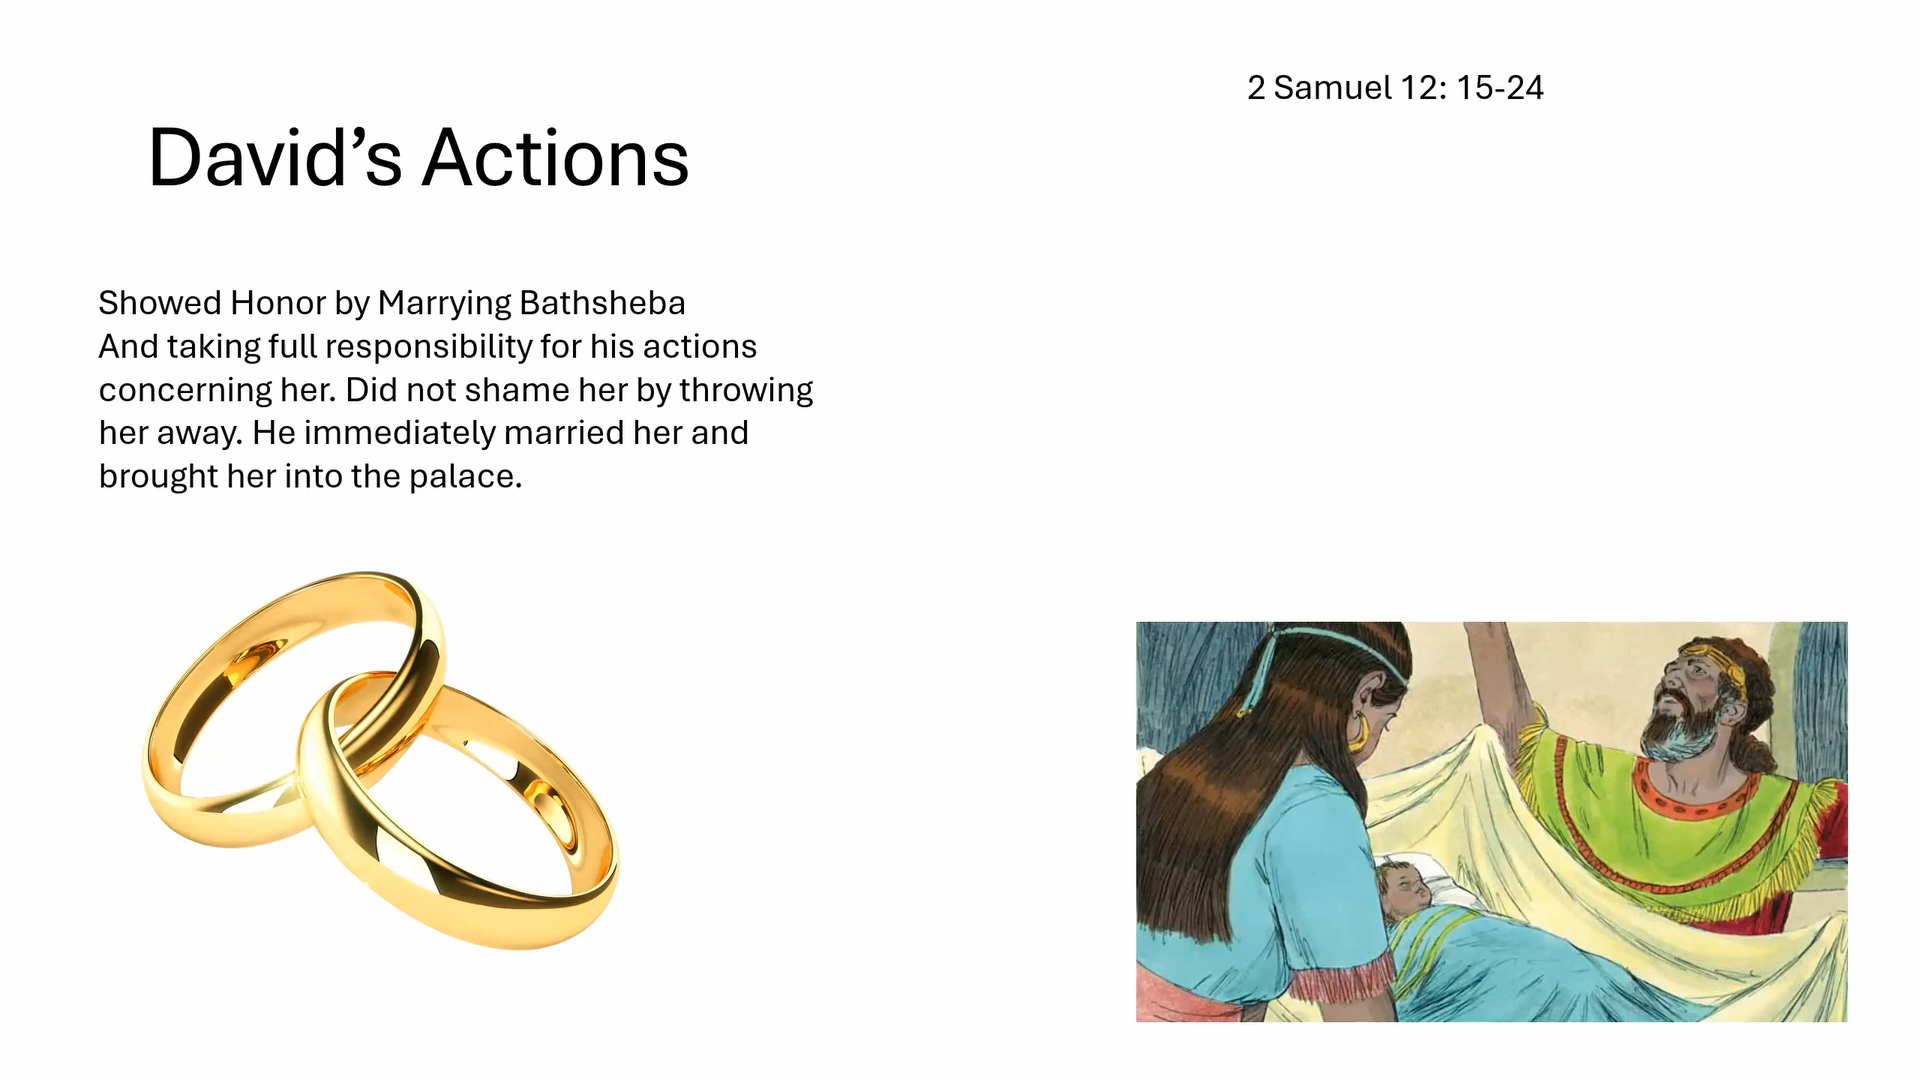 2 Samuel 12: 15-24
David’s Actions
Showed Honor by Marrying Bathsheba
And taking full responsibility for his actions
concerning her. Did not shame her by throwing
her away. He immediately married her and
brought her into the palace.